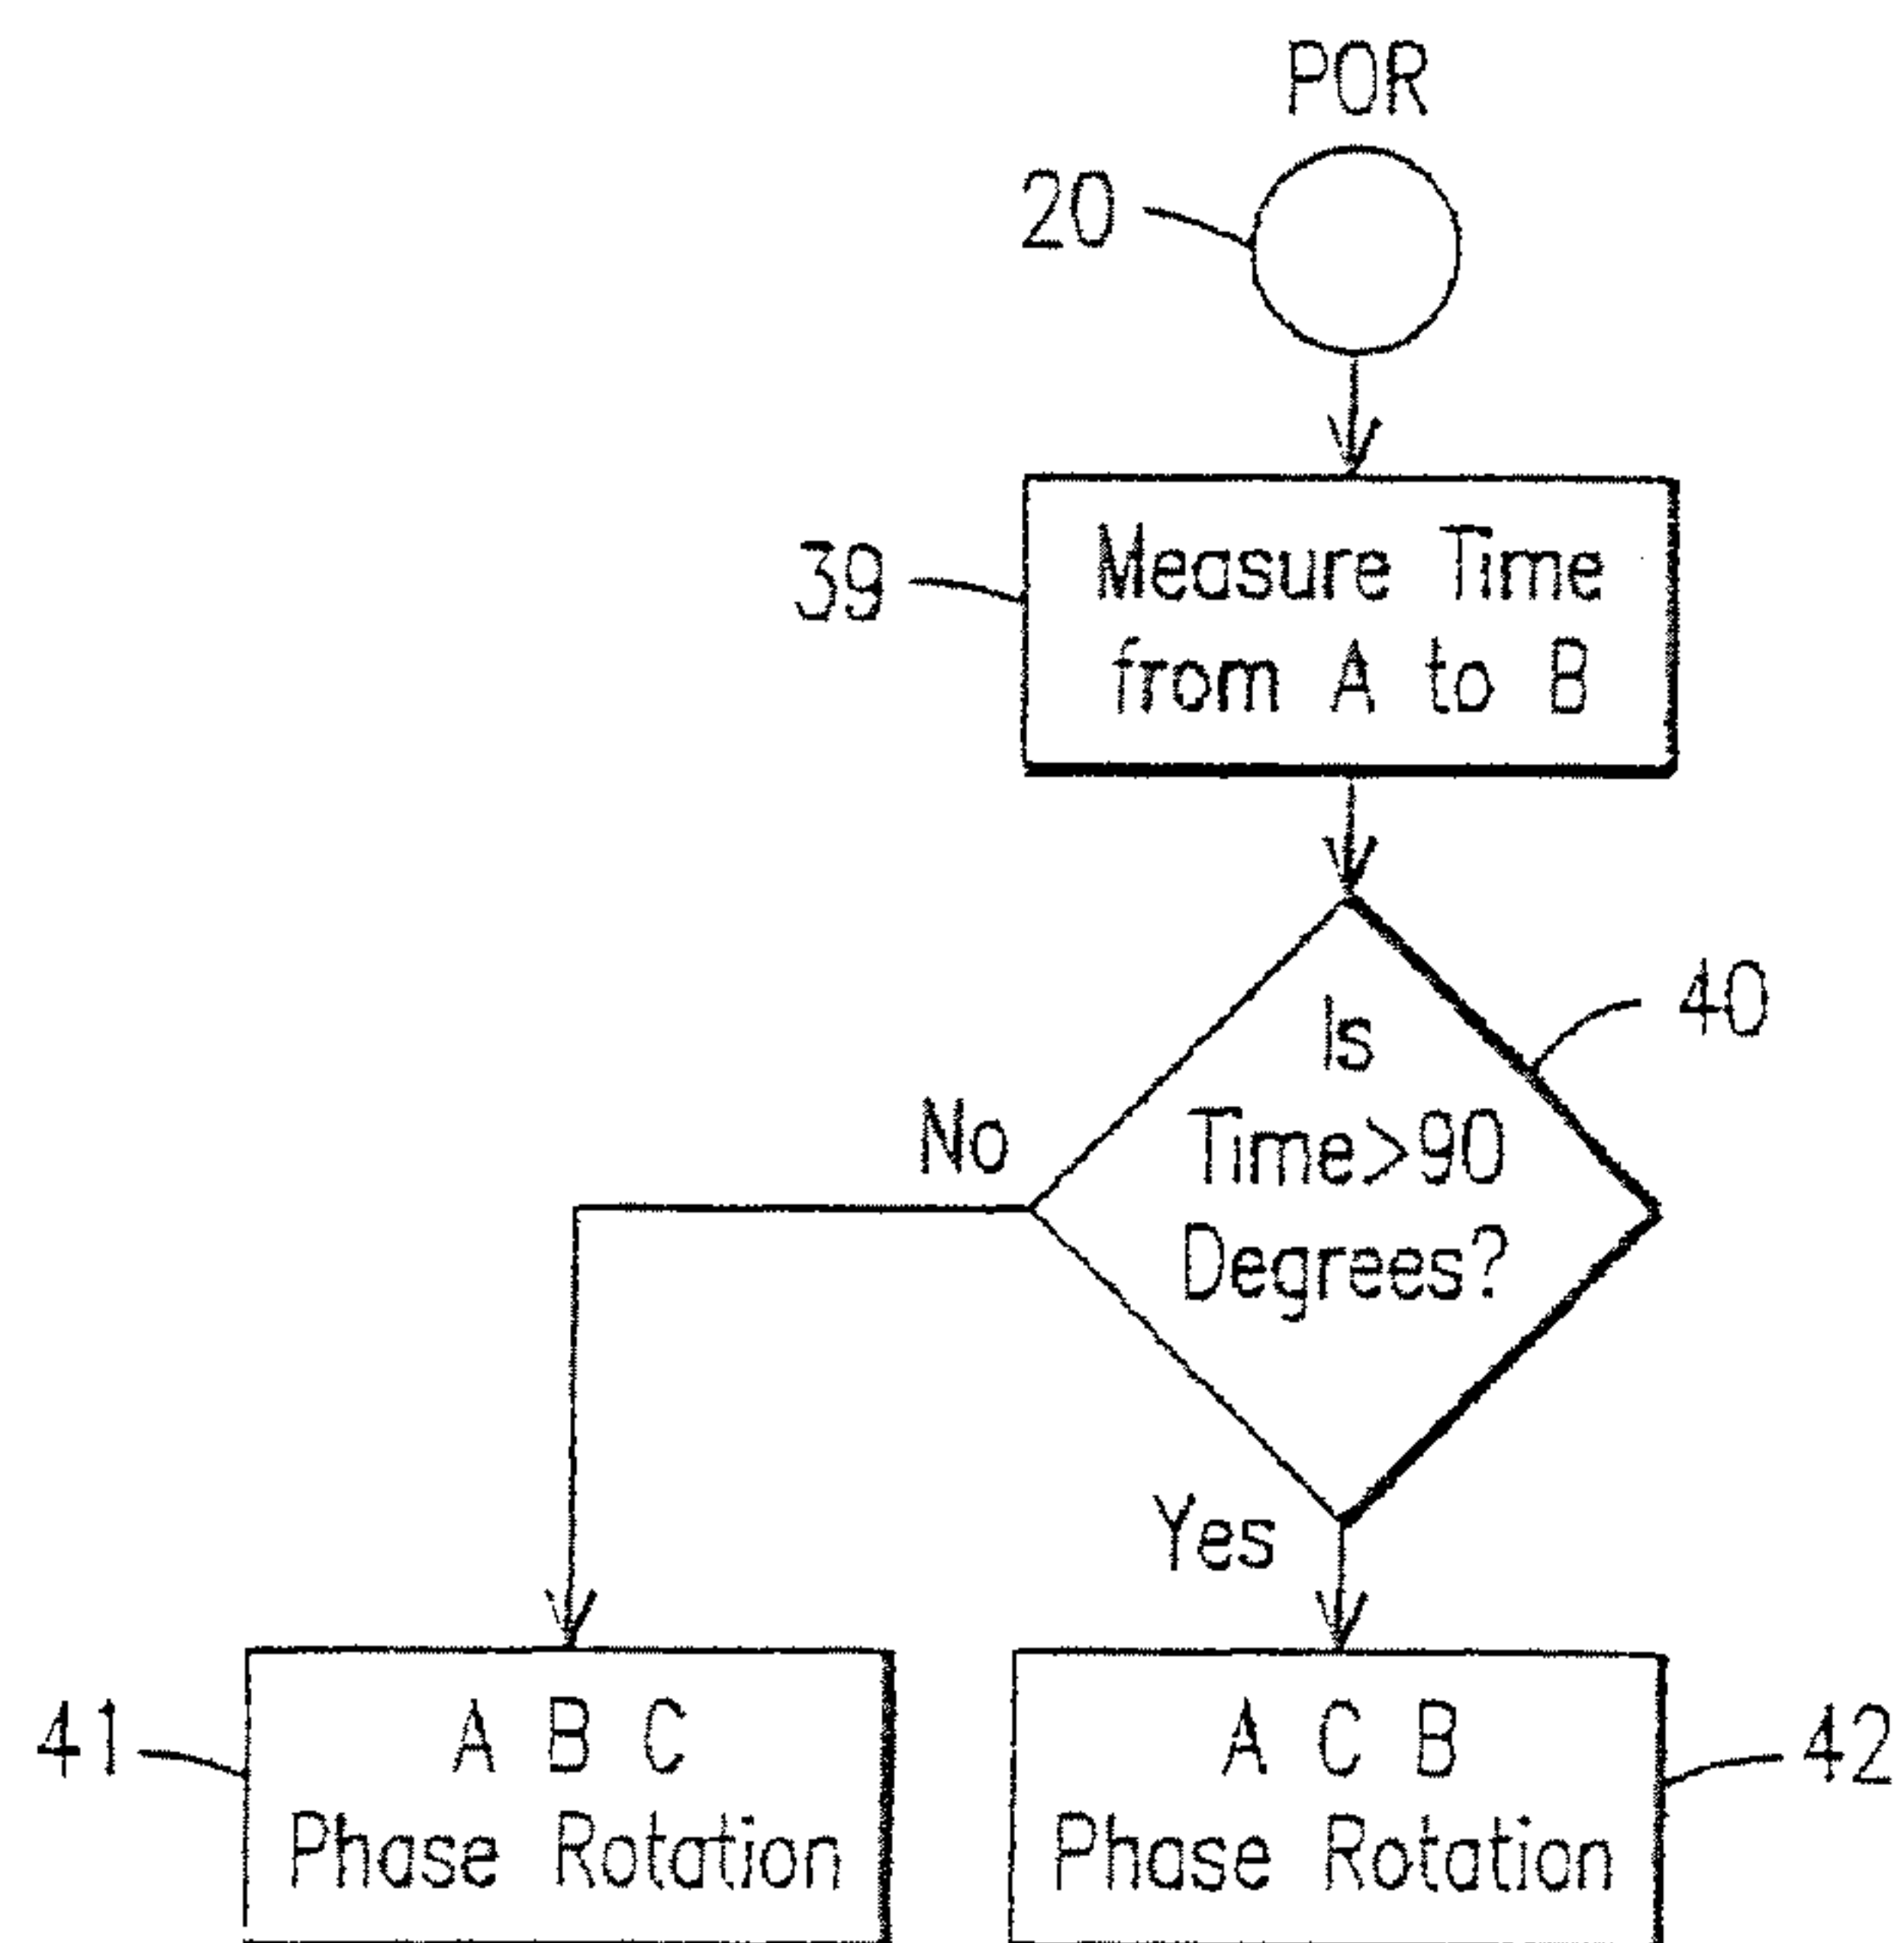 POR
20
39
Measure Time
from A to B
40
Is
Time>90
Degrees?
No
Yes
41
A B C
Phase Rotation
A C B
Phase Rotation
42